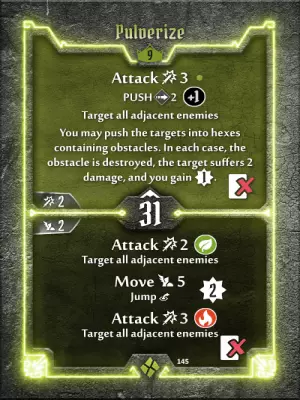 Pulverize
9
Attack 3
PUSH 2 +1
Target all adjacent enemies
You may push the targets into hexes
containing obstacles. In each case, the
obstacle is destroyed, the target suffers 2
damage, and you gain 1.
2
31
2
Attack 2
Target all adjacent enemies
Move 5
Jump
2
Attack 3
Target all adjacent enemies
145